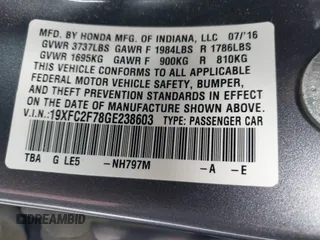 MFD. BY HONDA MFG. OF INDIANA, LLC 07/'16
GVWR 3737LBS GAWR F 1984LBS R 1786LBS
GVWR 1695KG GAWR F 900KG R 810KG
THIS VEHICLE CONFORMS TO ALL APPLICABLE
FEDERAL MOTOR VEHICLE SAFETY, BUMPER,
AND THEFT PREVENTION STANDARDS IN EFFECT
ON THE DATE OF MANUFACTURE SHOWN ABOVE.
V.I.N.: 19XFC2F78GE238603
TYPE: PASSENGER CAR
TBA G LE5 -NH797M -A -E
DREAMBID